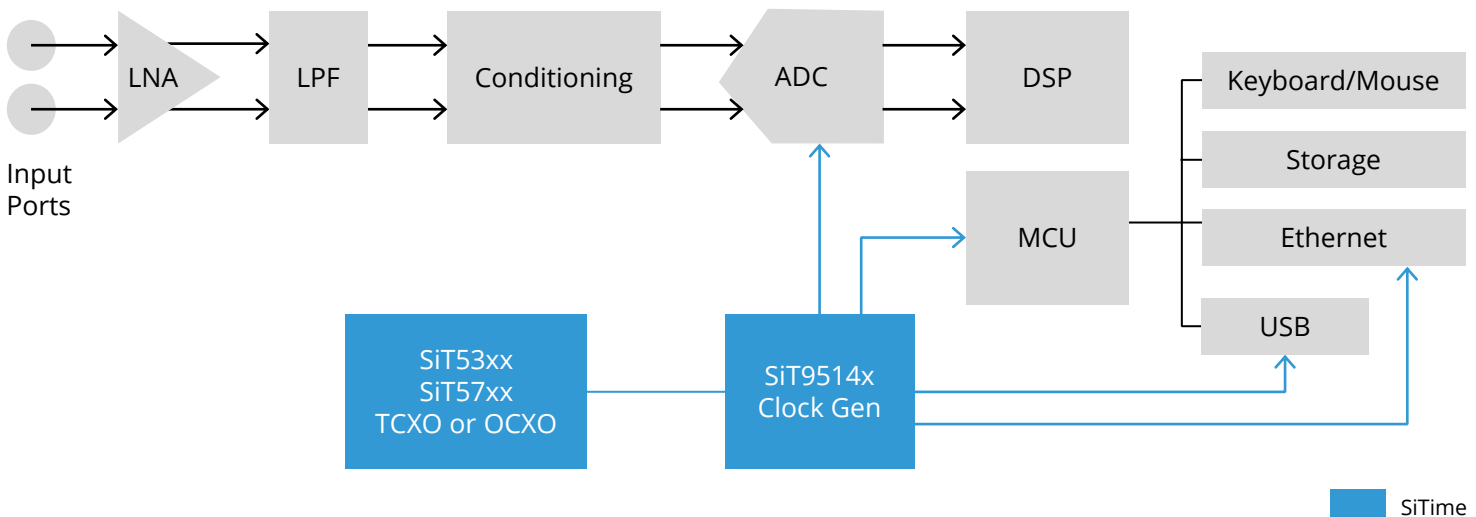 LNA
LPF
Conditioning
ADC
DSP
Keyboard/Mouse
Input
Ports
Storage
MCU
Ethernet
USB
SiT53xx
SiT57xx
TCXO or OCXO
SiT9514x
Clock Gen
SiTime